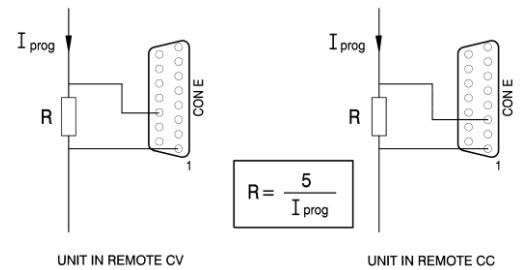 I prog
I prog
R
CON E
1
R
CON E
1
R = 5 / I prog
UNIT IN REMOTE CV
UNIT IN REMOTE CC